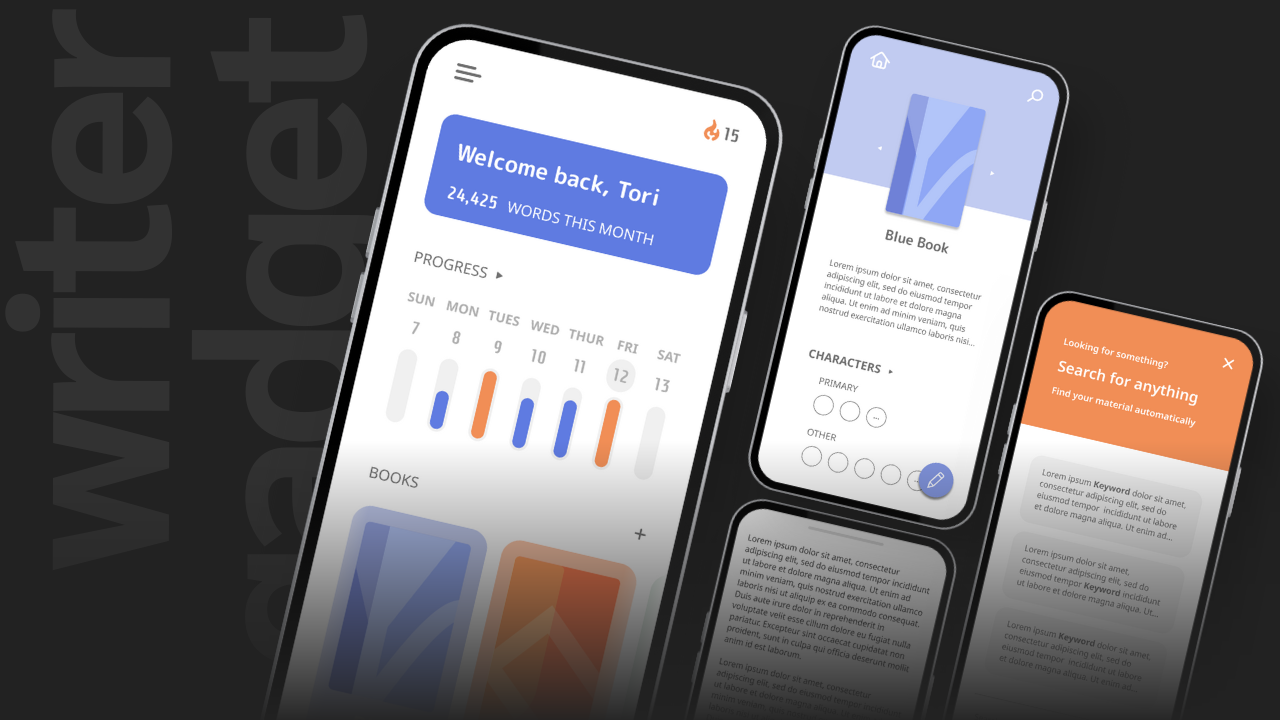 writer
gadget
15
Welcome back, Tori
24,425 WORDS THIS MONTH
PROGRESS
SUN MON TUES WED THUR FRI SAT
7 8 9 10 11 12 13
BOOKS
Blue Book
Lorem ipsum dolor sit amet, consectetur
adipiscing elit, sed do eiusmod tempor
incididunt ut labore et dolore magna
aliqua. Ut enim ad minim veniam, quis
nostrud exercitation ullamco laboris nisi...
CHARACTERS
PRIMARY
OTHER
Lorem ipsum dolor sit amet, consectetur
adipiscing elit, sed do eiusmod tempor incididunt
ut labore et dolore magna aliqua. Ut enim ad
minim veniam, quis nostrud exercitation ullamco
laboris nisi ut aliquip ex ea commodo consequat.
Duis aute irure dolor in reprehenderit in
voluptate velit esse cillum dolore eu fugiat nulla
pariatur. Excepteur sint occaecat cupidatat non
proident, sunt in culpa qui officia deserunt mollit
anim id est laborum.
Lorem ipsum dolor sit amet, consectetur
adipiscing elit, sed do eiusmod tempor incididunt
ut labore et dolore magna aliqua. Ut enim ad
Looking for something?
Search for anything
Find your material automatically
Lorem ipsum Keyword dolor sit amet,
consectetur adipiscing elit, sed do
eiusmod tempor incididunt ut labore
et dolore magna aliqua. Ut enim ad...
Lorem ipsum dolor sit amet,
consectetur adipiscing elit, sed do
eiusmod tempor Keyword incididunt
ut labore et dolore magna aliqua. Ut...
Lorem ipsum Keyword dolor sit amet,
consectetur adipiscing elit, sed do
eiusmod tempor incididunt ut labore
et dolore magna aliqua. Ut enim ad...